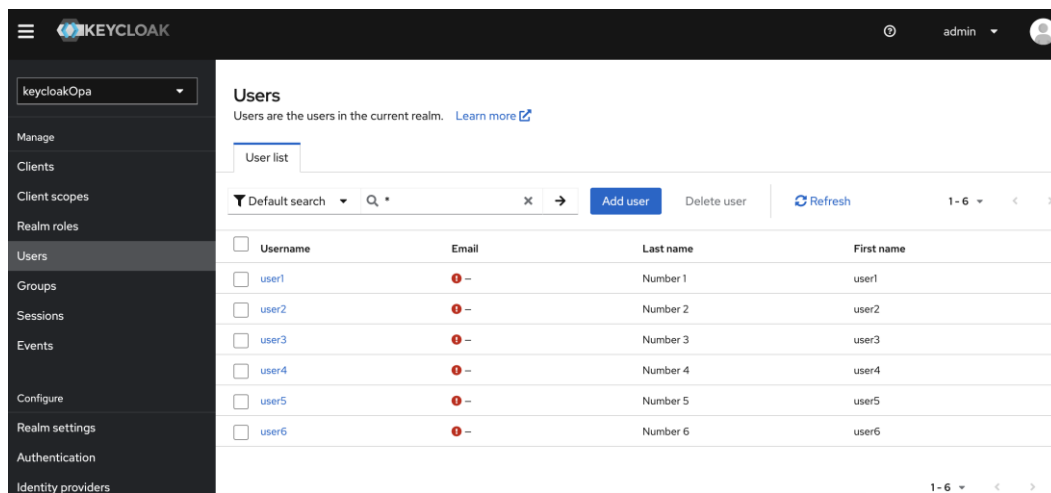 KEYCLOAK
admin
keycloakOpa
Manage
Clients
Client scopes
Realm roles
Users
Groups
Sessions
Events
Configure
Realm settings
Authentication
Identity providers
Users
Users are the users in the current realm. Learn more
User list
Default search * Add user Delete user Refresh 1 - 6
Username Email Last name First name
user1 – Number 1 user1
user2 – Number 2 user2
user3 – Number 3 user3
user4 – Number 4 user4
user5 – Number 5 user5
user6 – Number 6 user6
1 - 6